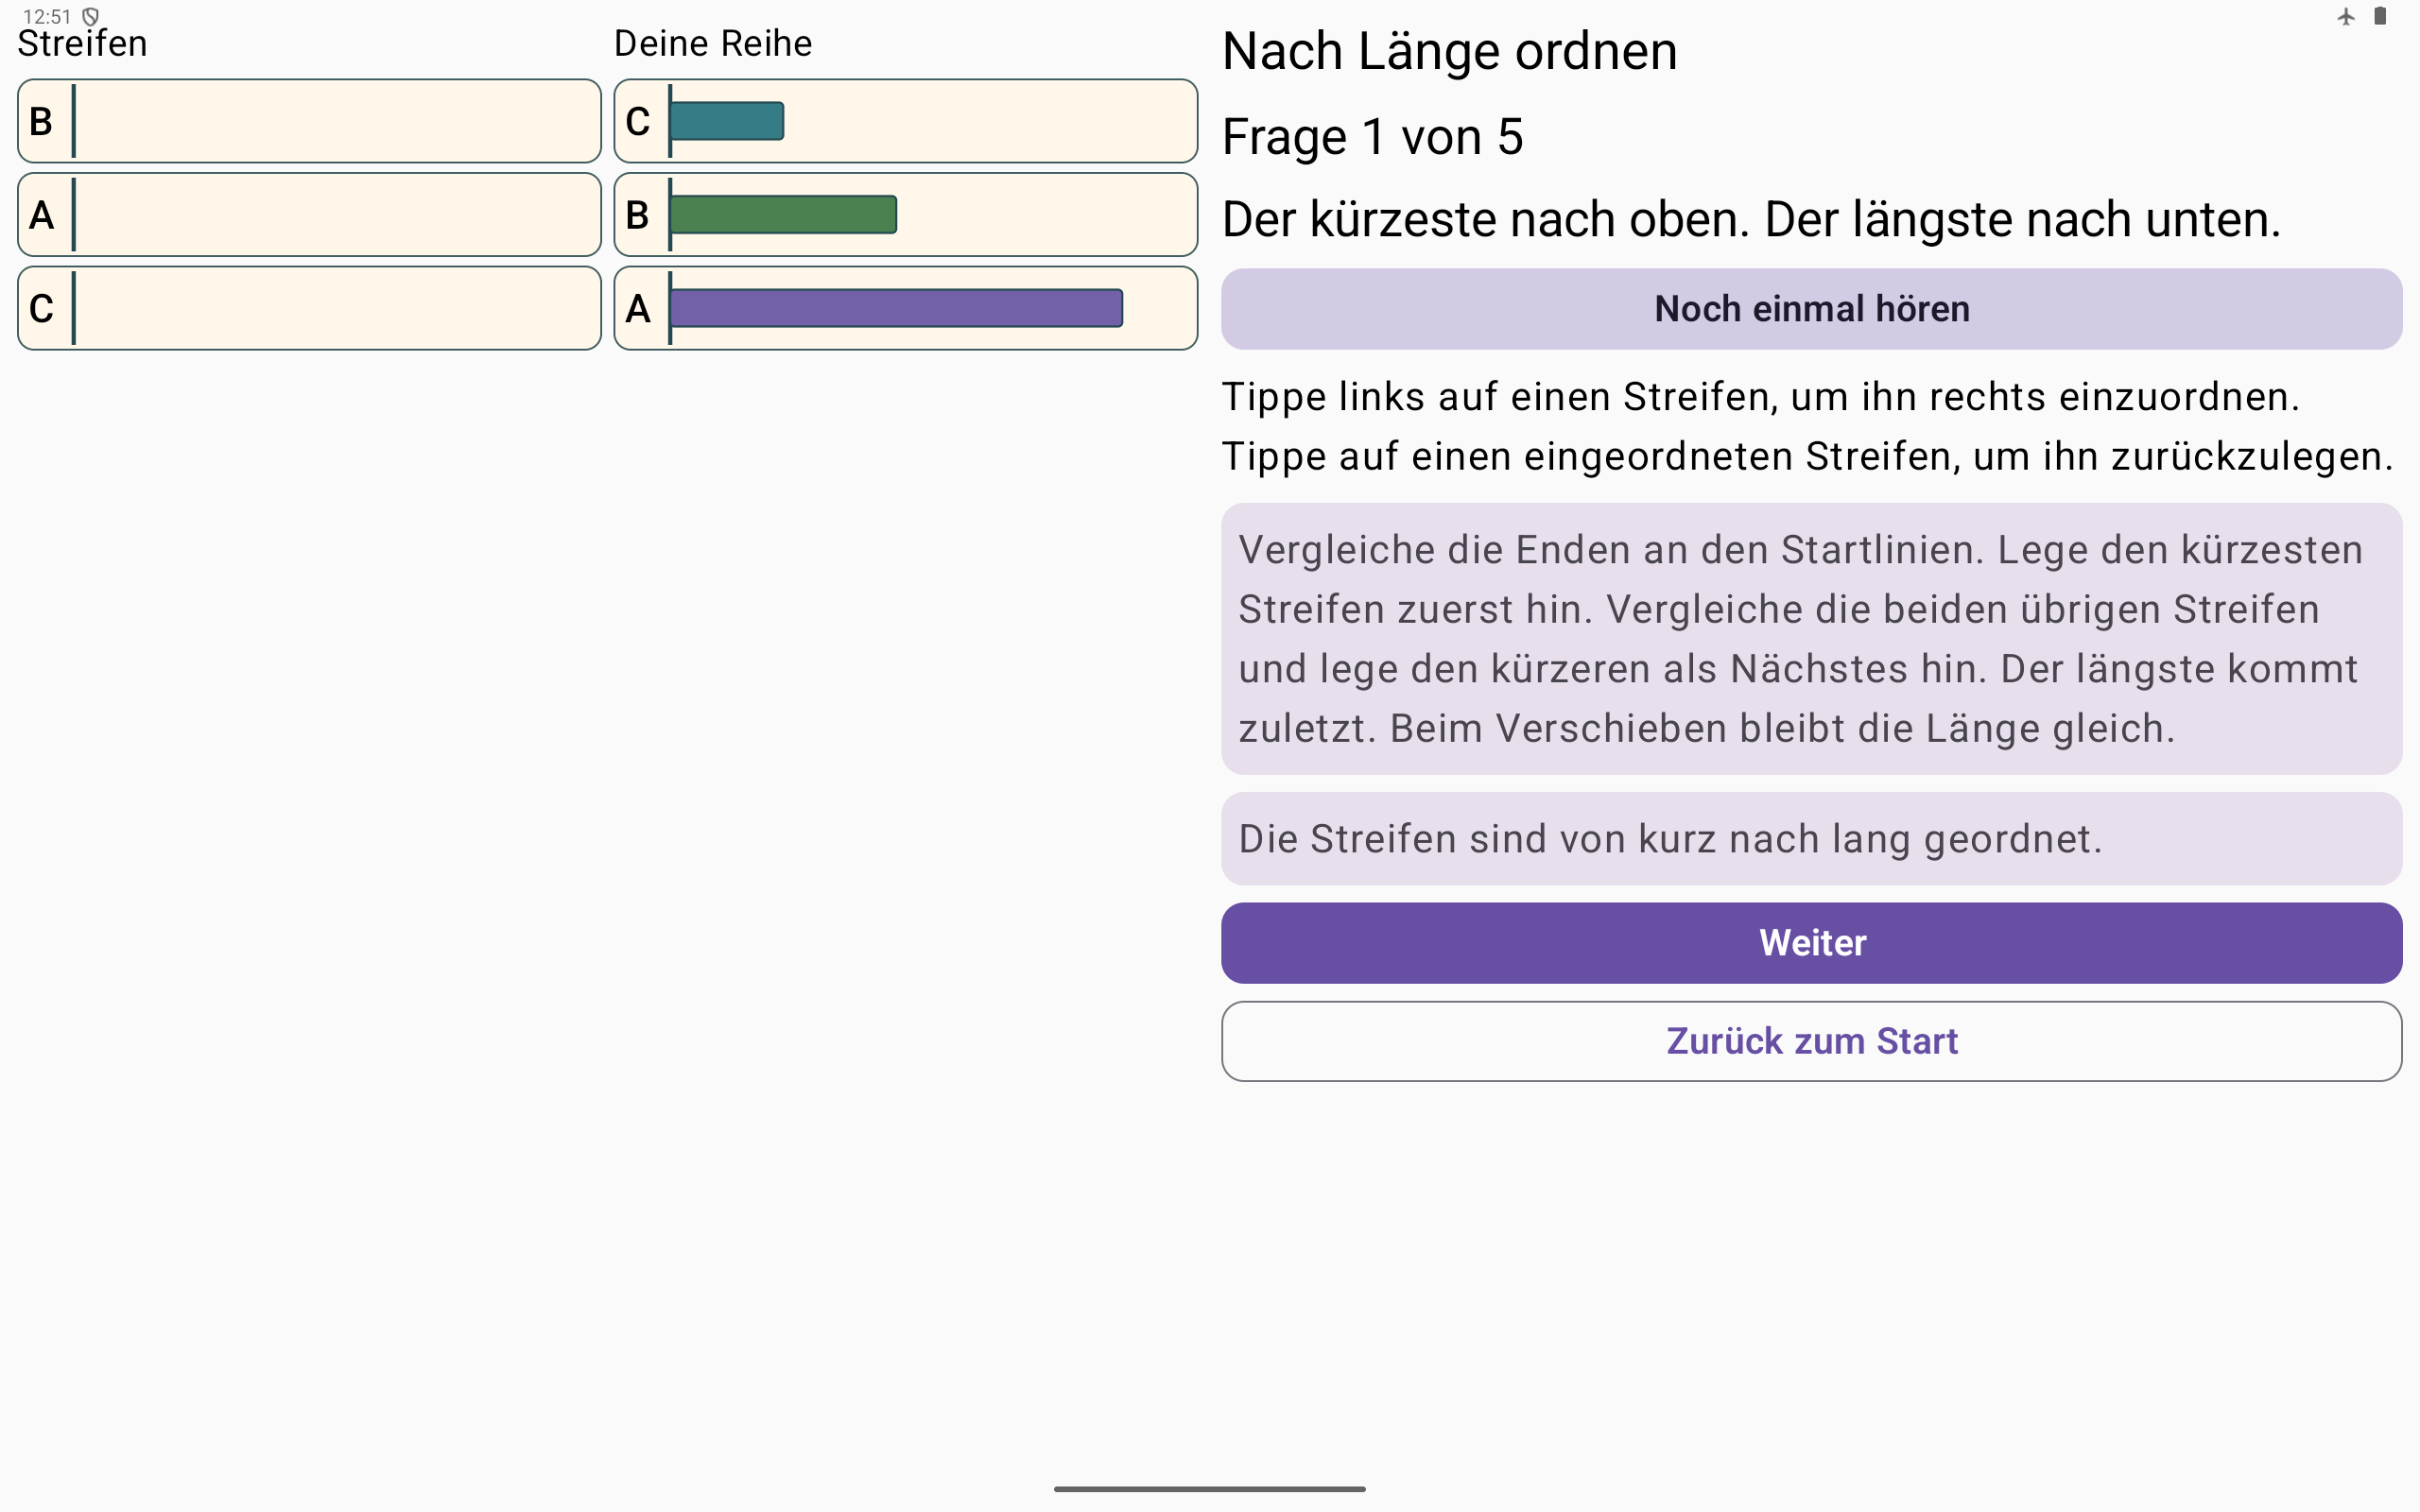 12:51
Streifen
B
A
C
Deine Reihe
C
B
A
Nach Länge ordnen
Frage 1 von 5
Der kürzeste nach oben. Der längste nach unten.
Noch einmal hören
Tippe links auf einen Streifen, um ihn rechts einzuordnen.
Tippe auf einen eingeordneten Streifen, um ihn zurückzulegen.
Vergleiche die Enden an den Startlinien. Lege den kürzesten
Streifen zuerst hin. Vergleiche die beiden übrigen Streifen
und lege den kürzeren als Nächstes hin. Der längste kommt
zuletzt. Beim Verschieben bleibt die Länge gleich.
Die Streifen sind von kurz nach lang geordnet.
Weiter
Zurück zum Start